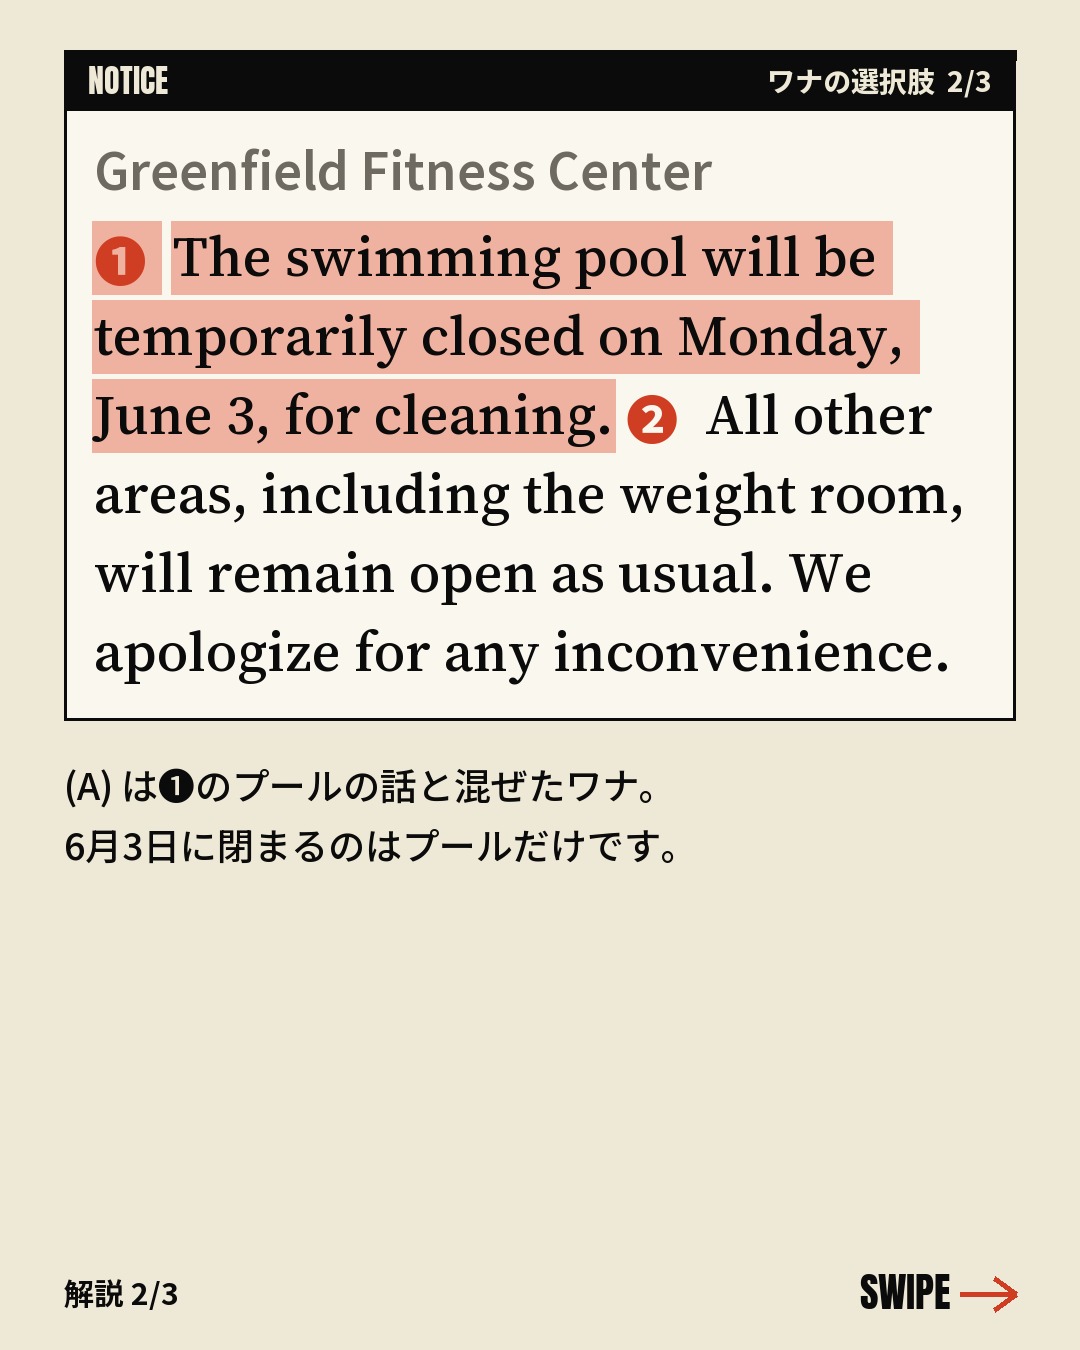 NOTICE
ワナの選択肢 2/3
Greenfield Fitness Center
❶ The swimming pool will be
temporarily closed on Monday,
June 3, for cleaning. ❷ All other
areas, including the weight room,
will remain open as usual. We
apologize for any inconvenience.
(A) は❶のプールの話と混ぜたワナ。
6月3日に閉まるのはプールだけです。
解説 2/3
SWIPE →